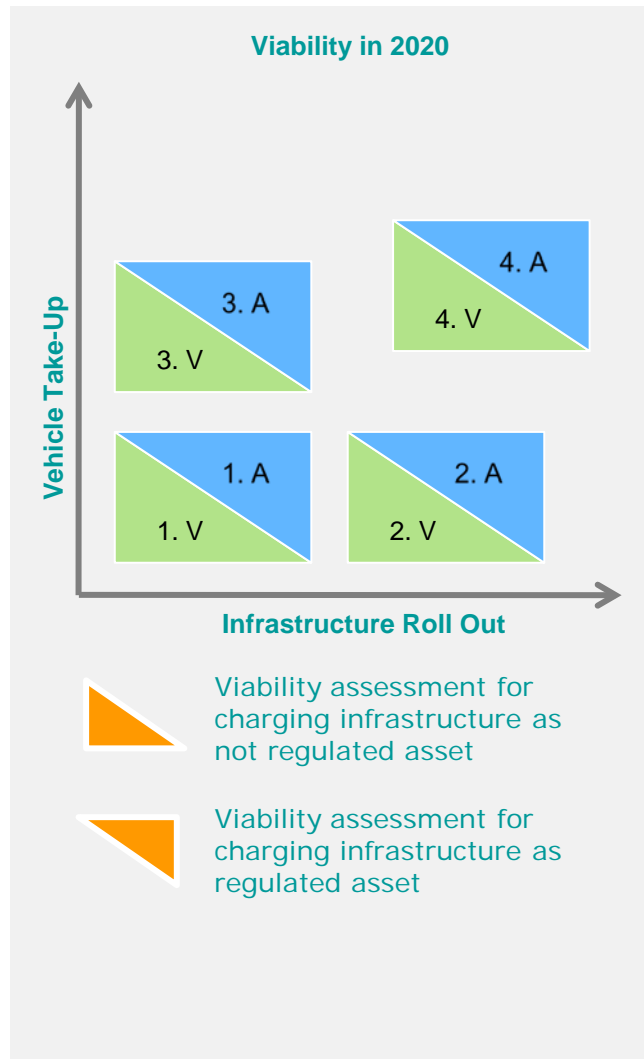 Viability in 2020
Vehicle Take-Up
4. A
4. V
3. A
3. V
1. A
1. V
2. A
2. V
Infrastructure Roll Out
Viability assessment for
charging infrastructure as
not regulated asset
Viability assessment for
charging infrastructure as
regulated asset